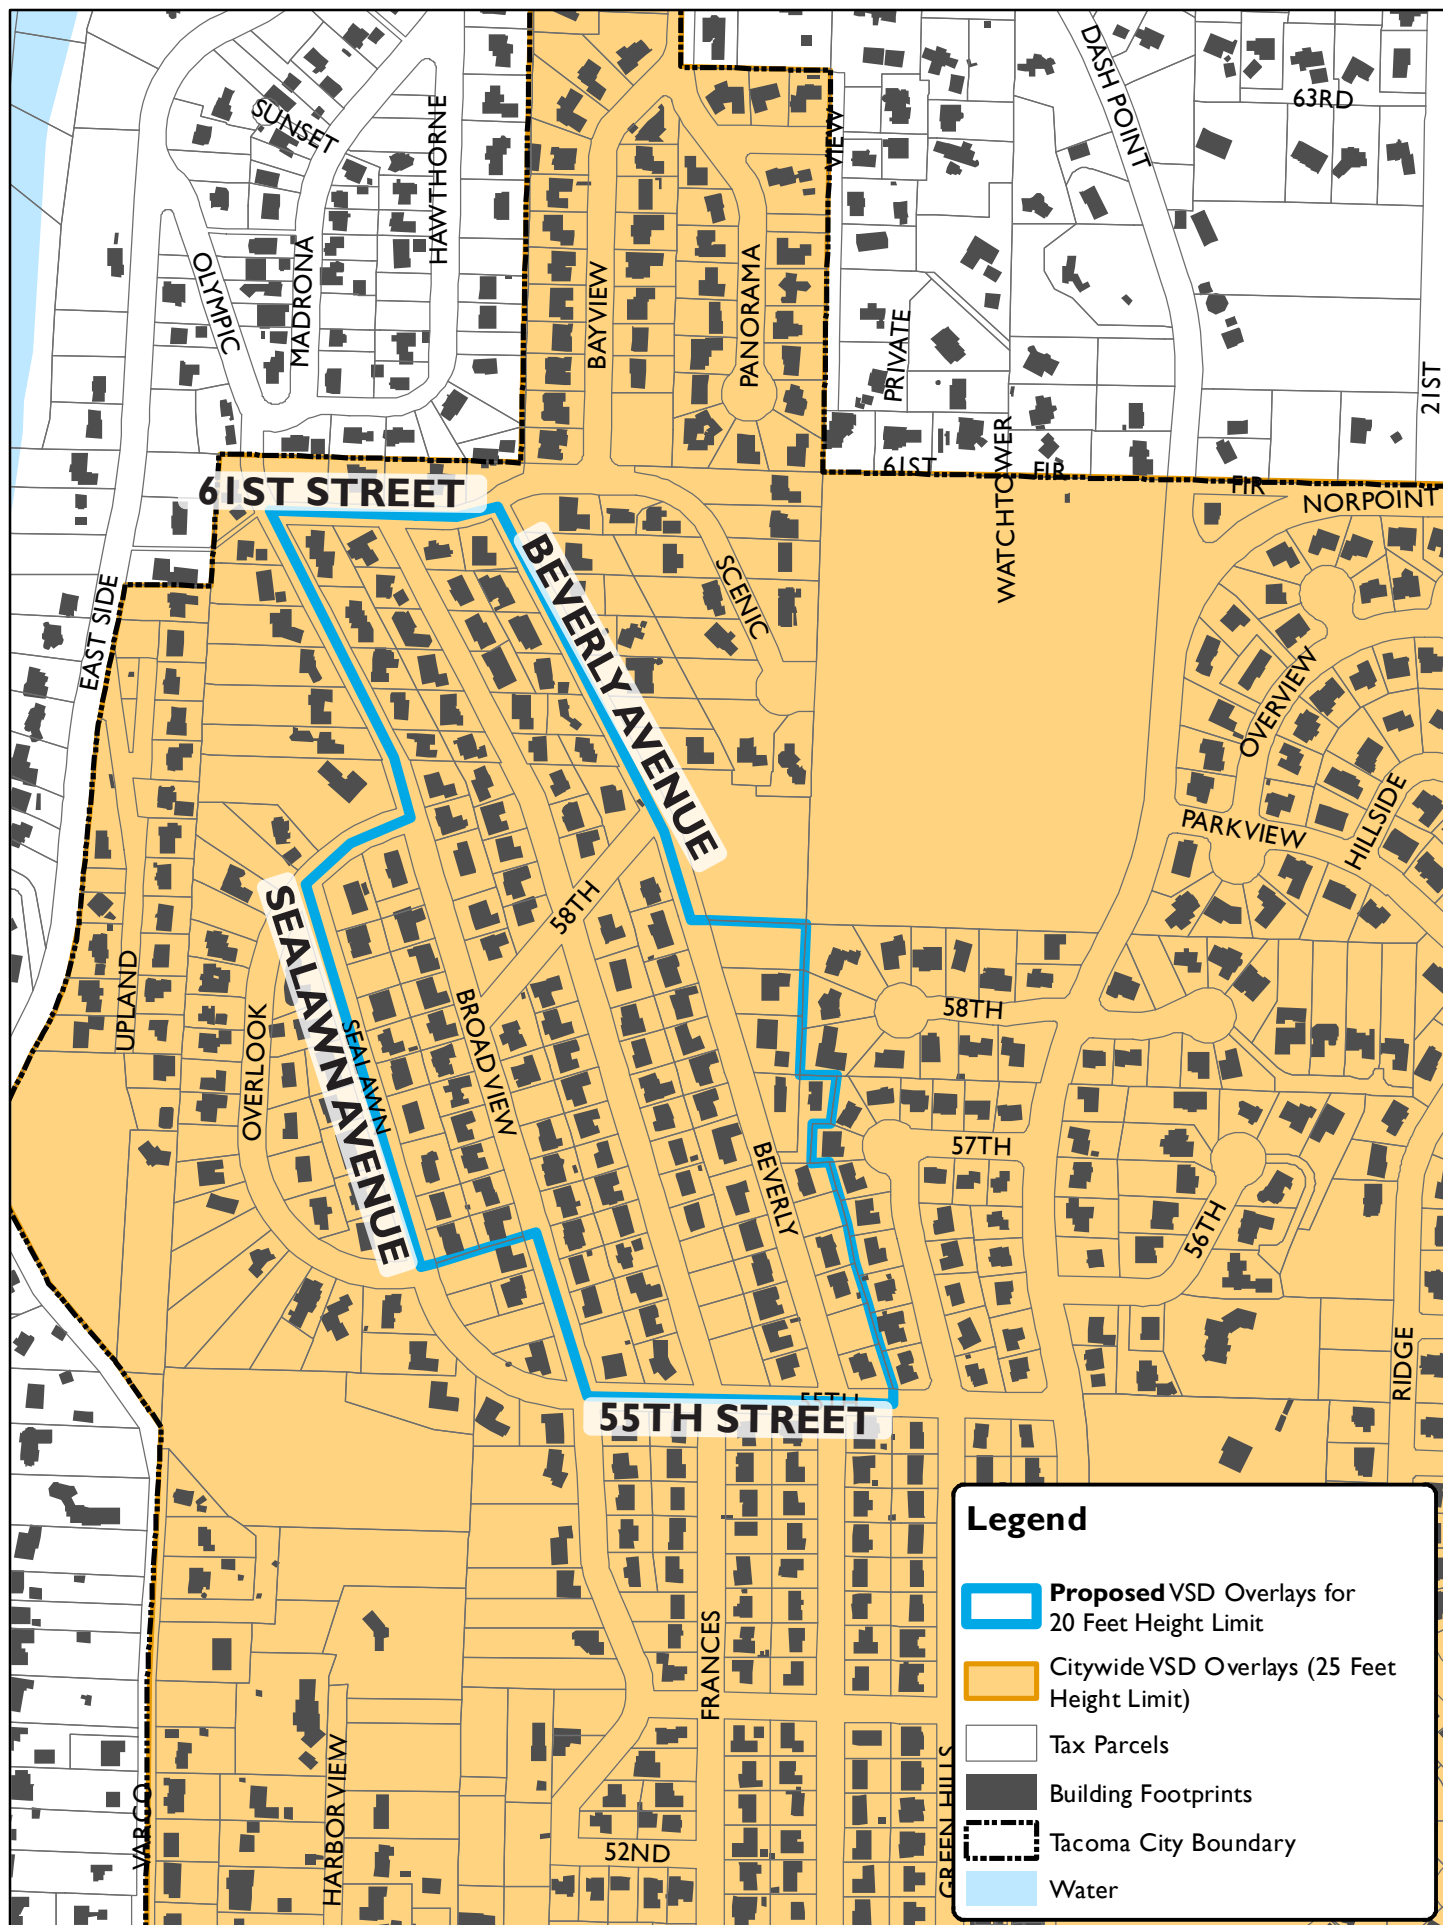 DASH POINT
63RD
SUNSET
HAWTHORNE
VIEW
OLYMPIC
MADRONA
BAYVIEW
PANORAMA
PRIVATE
21ST
WATCHTOWER
61ST
FIR
FIR
NORPOINT
61ST STREET
BEVERLY AVENUE
SCENIC
EAST SIDE
OVERVIEW
PARKVIEW
HILLSIDE
58TH
SEALAWN AVENUE
SEALAWN
UPLAND
OVERLOOK
BROADVIEW
58TH
57TH
BEVERLY
56TH
RIDGE
55TH
55TH STREET
FRANCES
VARCO
HARBOR VIEW
52ND
GREEN HILLS
Legend
Proposed VSD Overlays for
20 Feet Height Limit
Citywide VSD Overlays (25 Feet
Height Limit)
Tax Parcels
Building Footprints
Tacoma City Boundary
Water